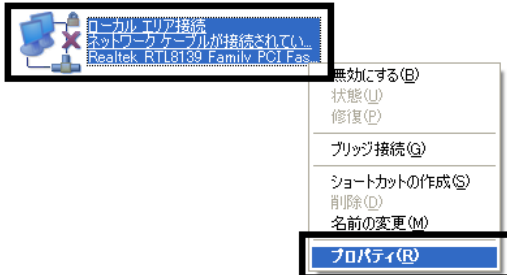 ローカル エリア接続
ネットワーク ケーブルが接続されてい...
Realtek RTL8139 Family PCI Fas...
無効にする(B)
状態(U)
修復(P)
ブリッジ接続(G)
ショートカットの作成(S)
削除(D)
名前の変更(M)
プロパティ(R)